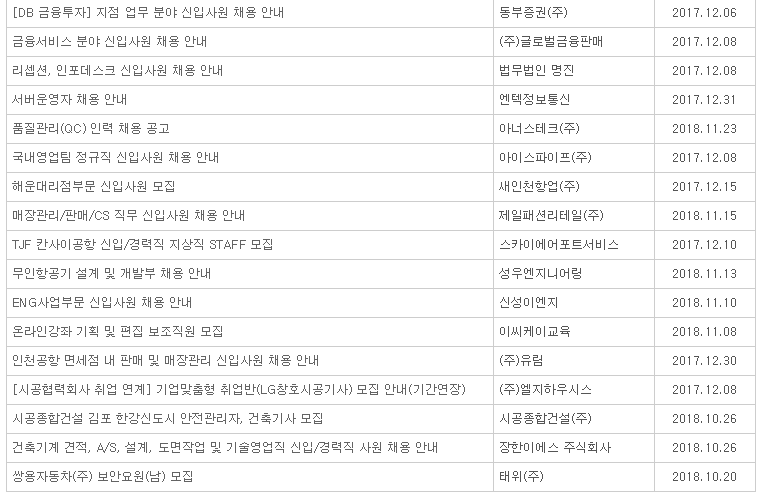 [DB 금융투자] 지점 업무 분야 신입사원 채용 안내 동부증권(주) 2017.12.06
금융서비스 분야 신입사원 채용 안내 (주)글로벌금융판매 2017.12.08
리셉션, 인포데스크 신입사원 채용 안내 법무법인 명진 2017.12.08
서버운영자 채용 안내 엔텍정보통신 2017.12.31
품질관리(QC) 인력 채용 공고 아너스테크(주) 2018.11.23
국내영업팀 정규직 신입사원 채용 안내 아이스파이프(주) 2017.12.08
해운대리점부문 신입사원 모집 새인천항업(주) 2017.12.15
매장관리/판매/CS 직무 신입사원 채용 안내 제일패션리테일(주) 2018.11.15
TJF 칸사이공항 신입/경력직 지상직 STAFF 모집 스카이에어포트서비스 2017.12.10
무인항공기 설계 및 개발부 채용 안내 성우엔지니어링 2018.11.13
ENG사업부문 신입사원 채용 안내 신성이엔지 2018.11.10
온라인강좌 기획 및 편집 보조직원 모집 이씨케이교육 2018.11.08
인천공항 면세점 내 판매 및 매장관리 신입사원 채용 안내 (주)유림 2017.12.30
[시공협력회사 취업 연계] 기업맞춤형 취업반(LG창호시공기사) 모집 안내(기간연장) (주)엘지하우시스 2017.12.08
시공종합건설 김포 한강신도시 안전관리자, 건축기사 모집 시공종합건설(주) 2018.10.26
건축기계 견적, A/S, 설계, 도면작업 및 기술영업직 신입/경력직 사원 채용 안내 장한이에스 주식회사 2018.10.26
쌍용자동차(주) 보안요원(남) 모집 태위(주) 2018.10.20